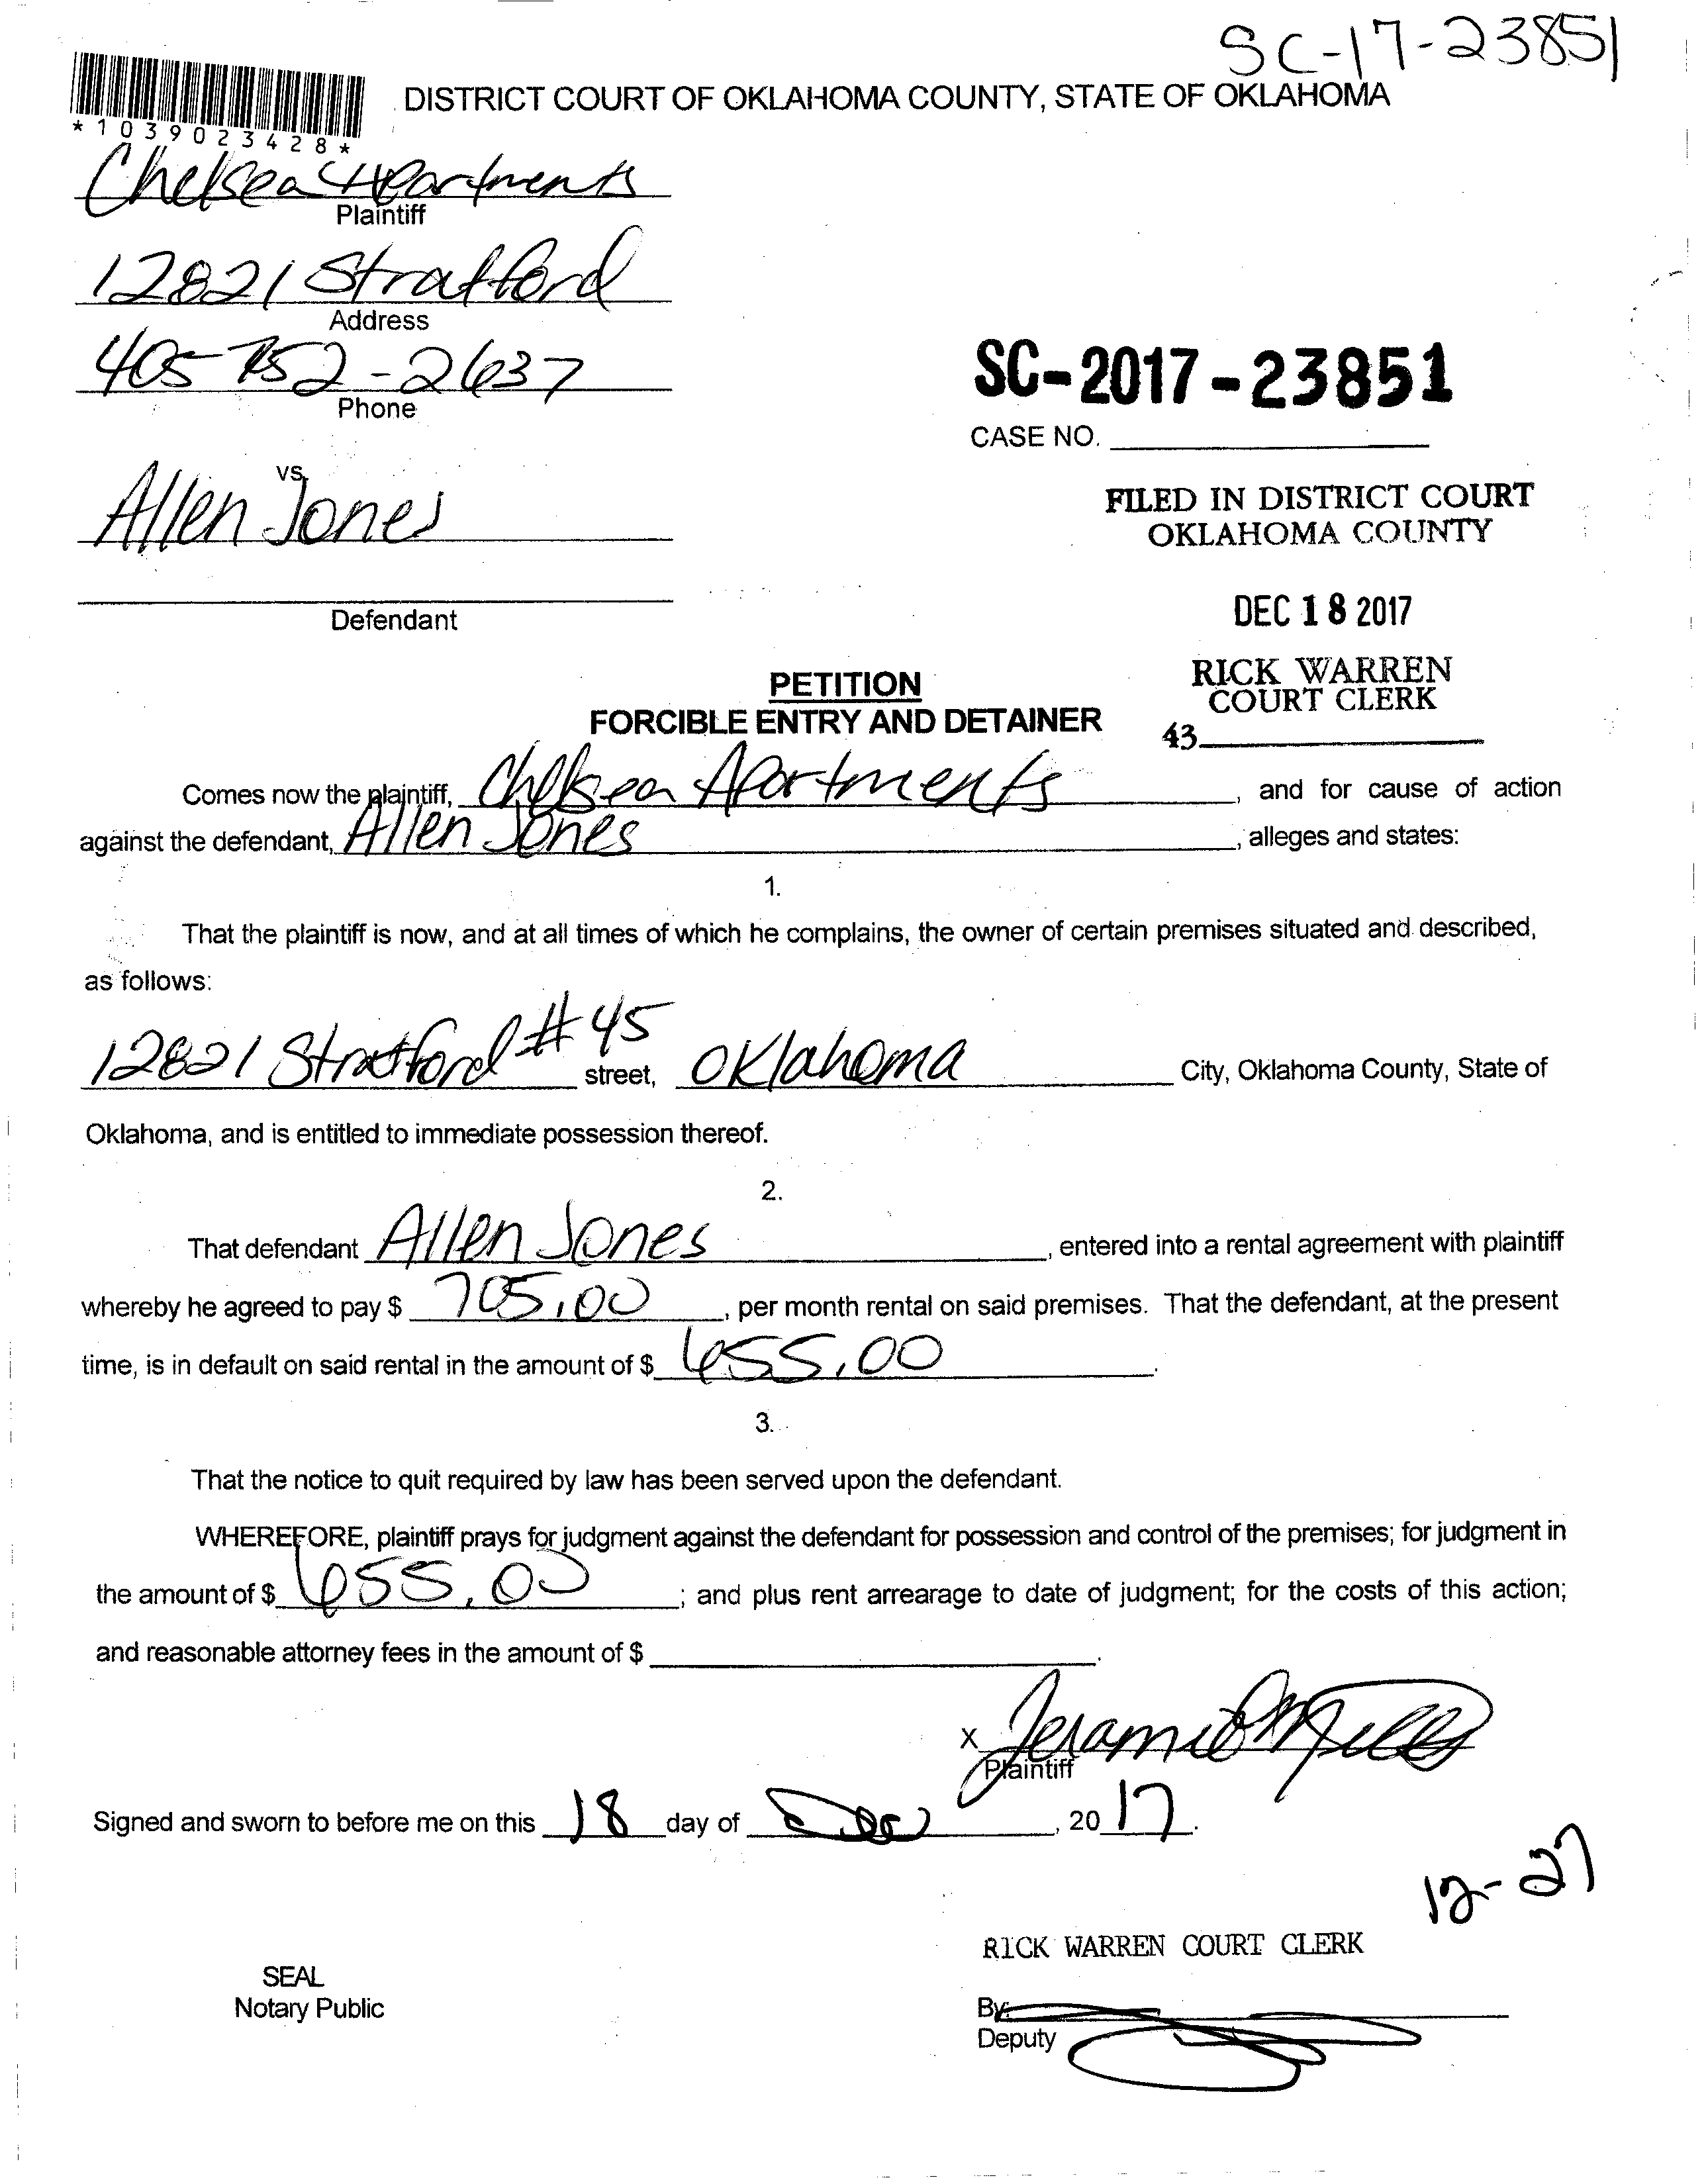 SC-17-23851
*1039023428*
DISTRICT COURT OF OKLAHOMA COUNTY, STATE OF OKLAHOMA
Chelsea Apartments
Plaintiff
12821 Stratford
Address
405-752-2637
Phone
SC-2017-23851
CASE NO.
vs.
Allen Jones
FILED IN DISTRICT COURT
OKLAHOMA COUNTY
Defendant
DEC 18 2017
RICK WARREN
COURT CLERK
43
PETITION
FORCIBLE ENTRY AND DETAINER
Comes now the plaintiff, Chelsea Apartments, and for cause of action
against the defendant, Allen Jones, alleges and states:
1.
That the plaintiff is now, and at all times of which he complains, the owner of certain premises situated and described,
as follows:
12821 Stratford #45 street, Oklahoma City, Oklahoma County, State of
Oklahoma, and is entitled to immediate possession thereof.
2.
That defendant Allen Jones, entered into a rental agreement with plaintiff
whereby he agreed to pay $ 705.00, per month rental on said premises. That the defendant, at the present
time, is in default on said rental in the amount of $ 655.00.
3.
That the notice to quit required by law has been served upon the defendant.
WHEREFORE, plaintiff prays for judgment against the defendant for possession and control of the premises; for judgment in
the amount of $ 655.00; and plus rent arrearage to date of judgment; for the costs of this action;
and reasonable attorney fees in the amount of $.
X
Plaintiff
Signed and sworn to before me on this 18 day of Dec, 2017.
12-27
RICK WARREN COURT CLERK
SEAL
Notary Public
By:
Deputy